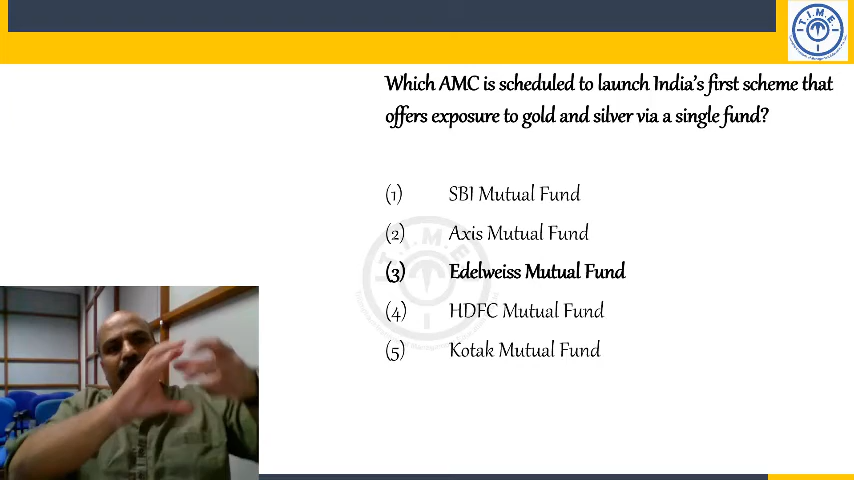 T.I.M.E.
Which AMC is scheduled to launch India's first scheme that
offers exposure to gold and silver via a single fund?
(1) SBI Mutual Fund
(2) Axis Mutual Fund
(3) Edelweiss Mutual Fund
(4) HDFC Mutual Fund
(5) Kotak Mutual Fund
T.I.M.E.